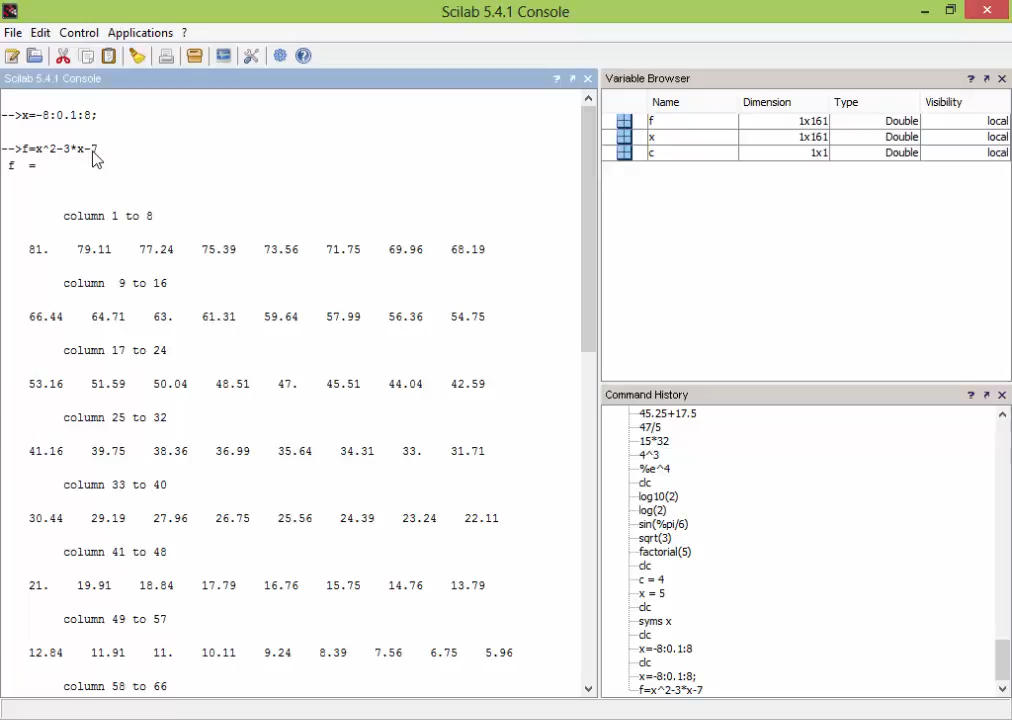 Scilab 5.4.1 Console
File Edit Control Applications ?
Scilab 5.4.1 Console ?
-->x=-8:0.1:8;
-->f=x^2-3*x-7
f =
column 1 to 8
81. 79.11 77.24 75.39 73.56 71.75 69.96 68.19
column 9 to 16
66.44 64.71 63. 61.31 59.64 57.99 56.36 54.75
column 17 to 24
53.16 51.59 50.04 48.51 47. 45.51 44.04 42.59
column 25 to 32
41.16 39.75 38.36 36.99 35.64 34.31 33. 31.71
column 33 to 40
30.44 29.19 27.96 26.75 25.56 24.39 23.24 22.11
column 41 to 48
21. 19.91 18.84 17.79 16.76 15.75 14.76 13.79
column 49 to 57
12.84 11.91 11. 10.11 9.24 8.39 7.56 6.75 5.96
column 58 to 66
Variable Browser ?
Name Dimension Type Visibility
f 1x161 Double local
x 1x161 Double local
c 1x1 Double local
Command History ?
45.25+17.5
47/5
15*32
4^3
%e^4
clc
log10(2)
log(2)
sin(%pi/6)
sqrt(3)
factorial(5)
clc
c = 4
x = 5
clc
syms x
clc
x=-8:0.1:8
clc
x=-8:0.1:8;
f=x^2-3*x-7